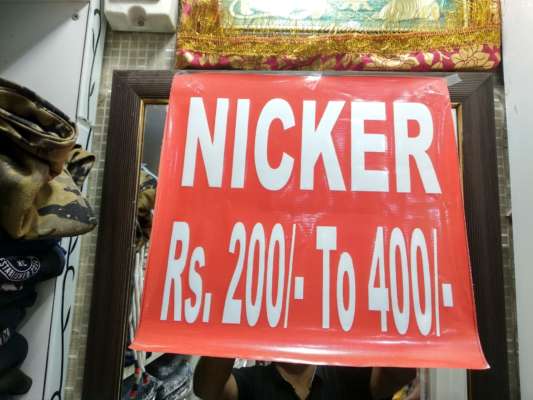 NICKER
Rs. 200/- To 400/-